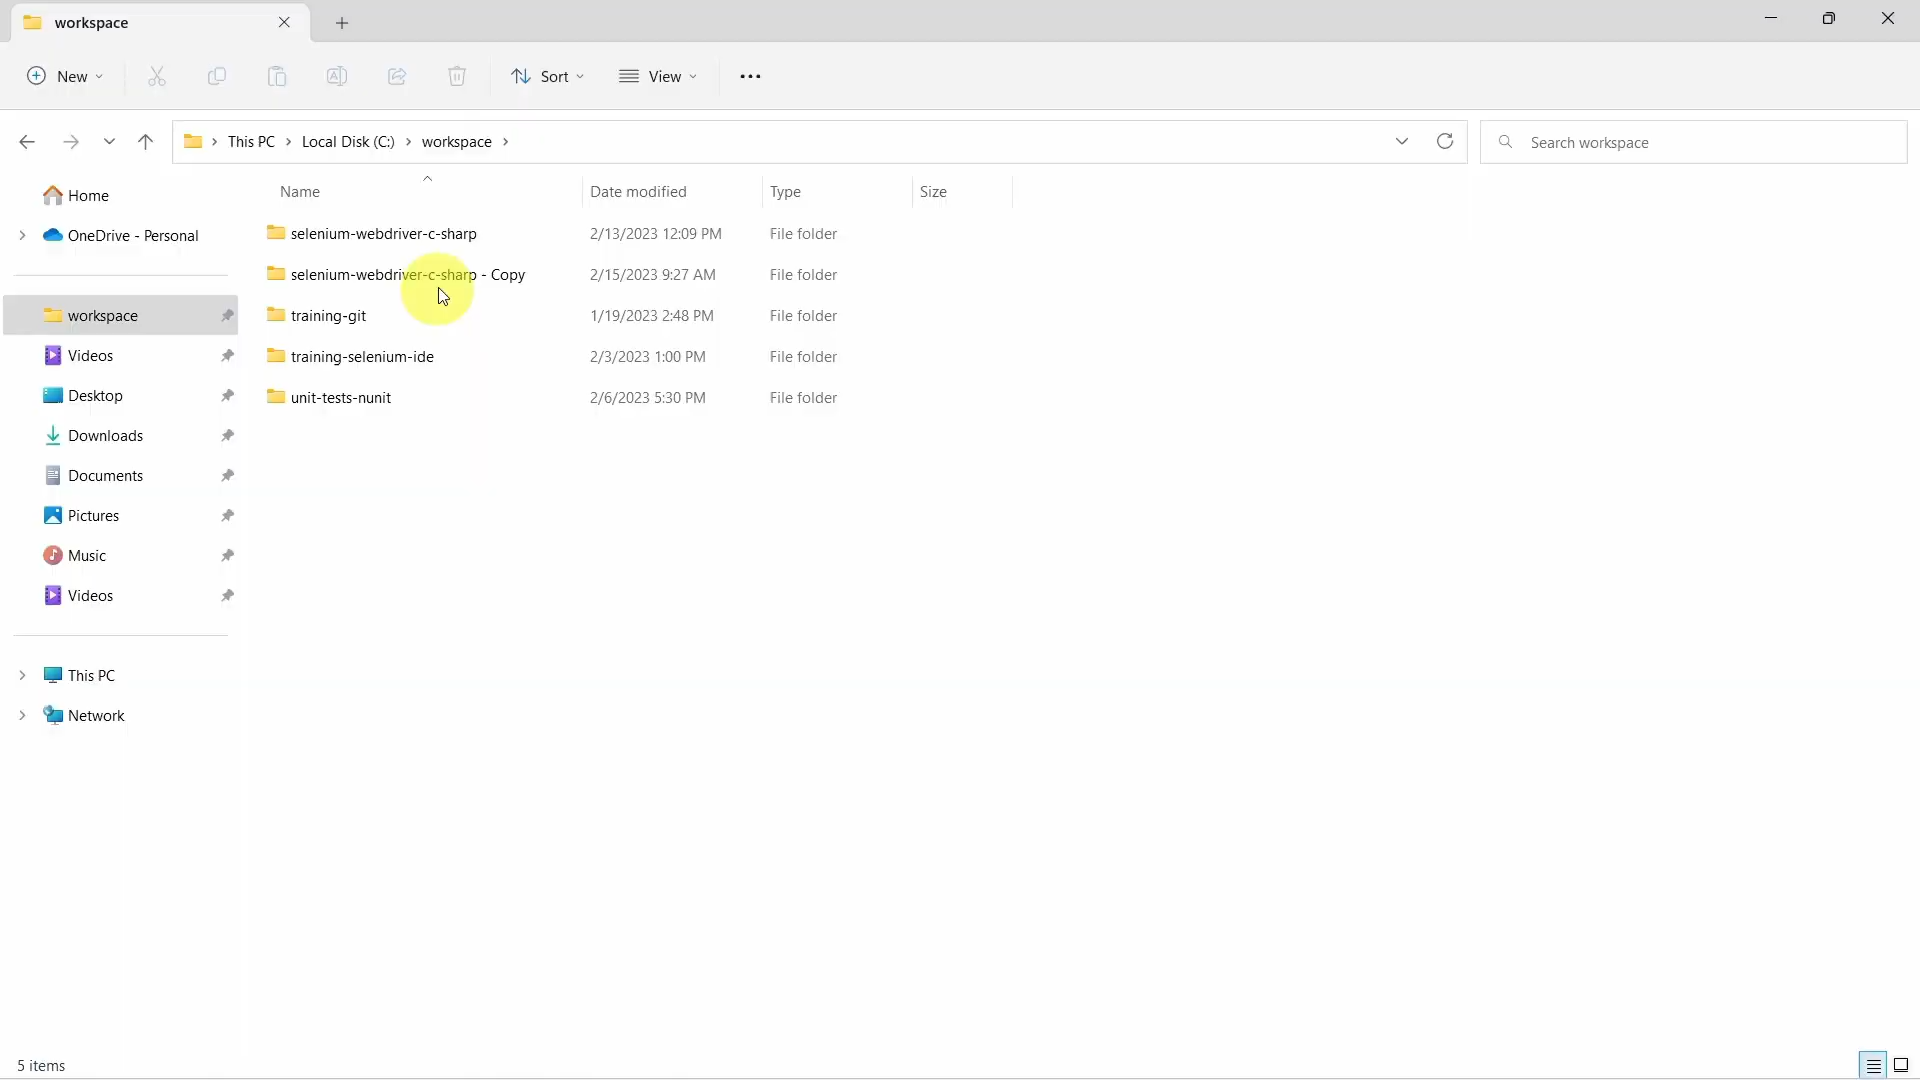 workspace
New
Sort
View
This PC > Local Disk (C:) > workspace >
Search workspace
Home
OneDrive - Personal
workspace
Videos
Desktop
Downloads
Documents
Pictures
Music
Videos
This PC
Network
Name Date modified Type Size
selenium-webdriver-c-sharp 2/13/2023 12:09 PM File folder
selenium-webdriver-c-sharp - Copy 2/15/2023 9:27 AM File folder
training-git 1/19/2023 2:48 PM File folder
training-selenium-ide 2/3/2023 1:00 PM File folder
unit-tests-nunit 2/6/2023 5:30 PM File folder
5 items